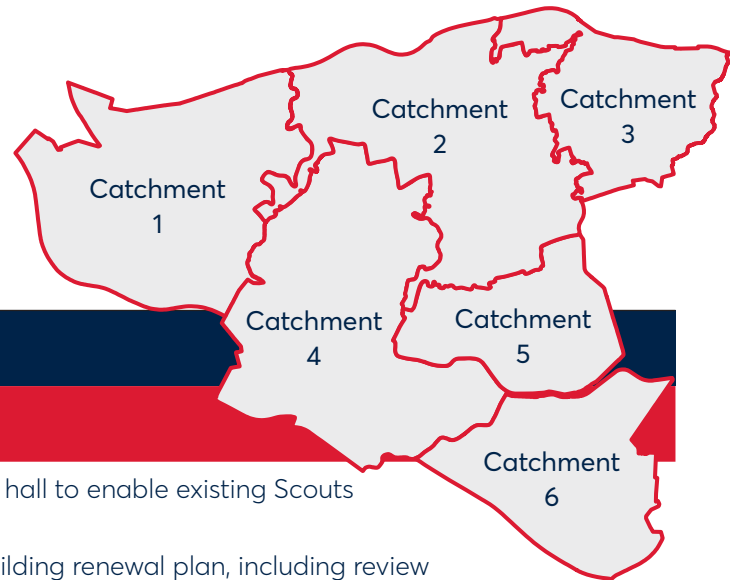 Catchment
2
Catchment
3
Catchment
1
Catchment
4
Catchment
5
Catchment
6
hall to enable existing Scouts
ilding renewal plan, including review